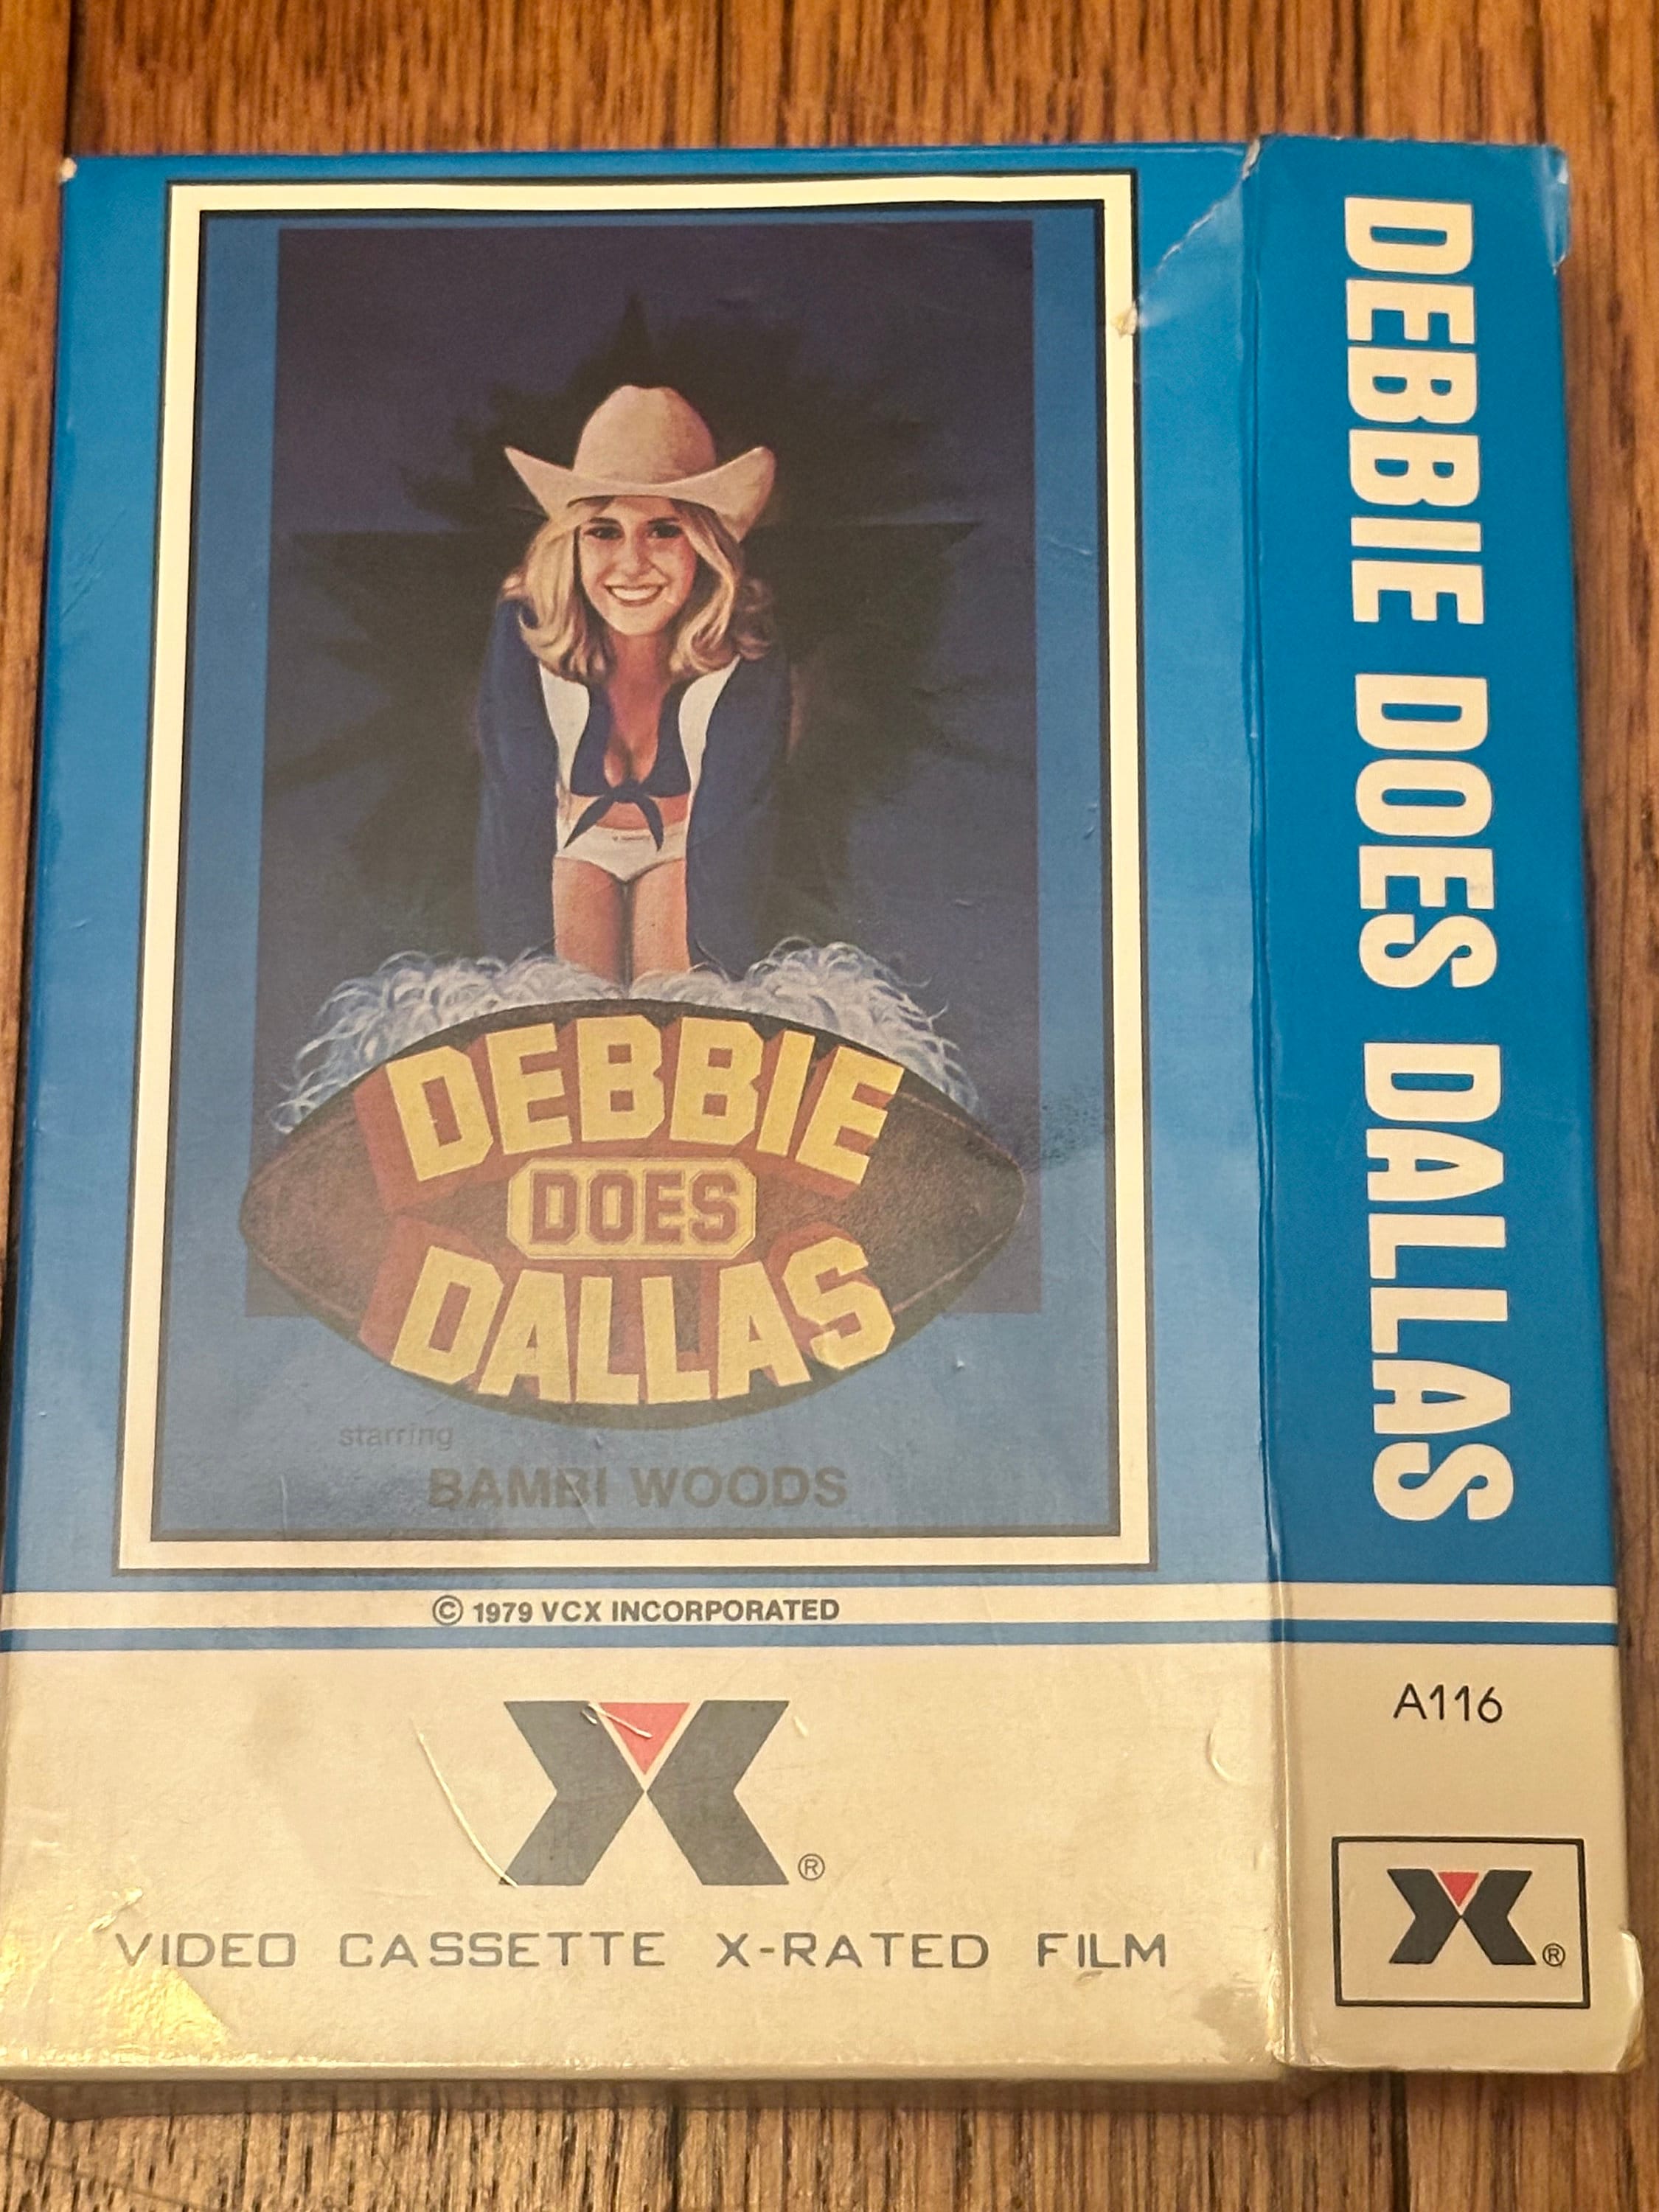 DEBBIE
DOES
DALLAS
starring
BAMBI WOODS
© 1979 VCX INCORPORATED
X®
VIDEO CASSETTE X-RATED FILM
DEBBIE DOES DALLAS
A116
X®